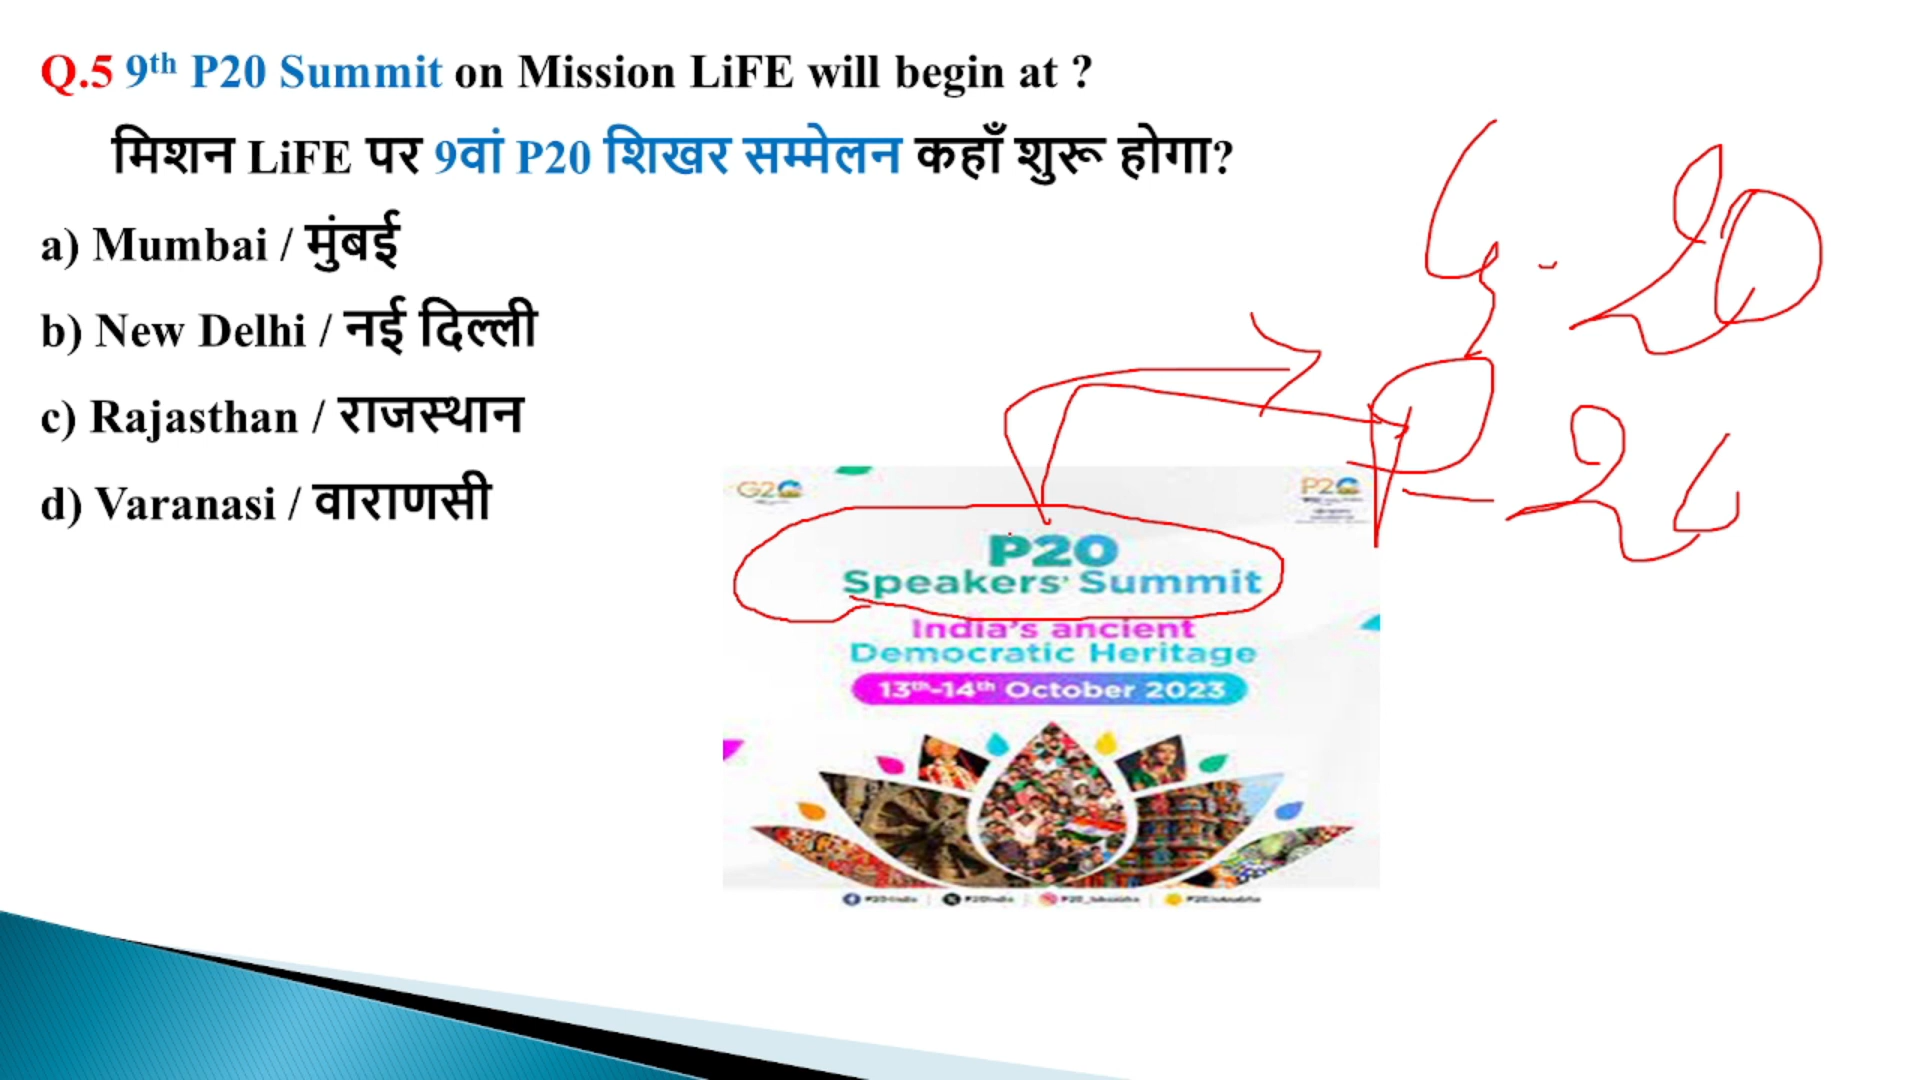 Q.5 9th P20 Summit on Mission LiFE will begin at ?
मिशन LiFE पर 9वां P20 शिखर सम्मेलन कहाँ शुरू होगा?
a) Mumbai / मुंबई
b) New Delhi / नई दिल्ली
c) Rajasthan / राजस्थान
d) Varanasi / वाराणसी
G-20
P-20
G20
P20
P20
Speakers' Summit
India's ancient
Democratic Heritage
13th-14th October 2023